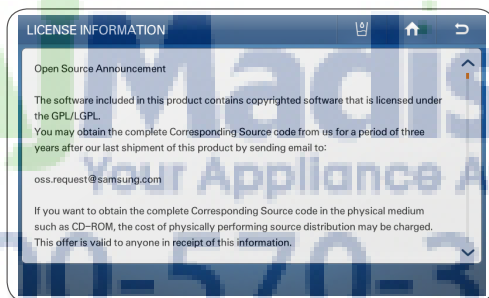 LICENSE INFORMATION
Open Source Announcement
The software included in this product contains copyrighted software that is licensed under
the GPL/LGPL.
You may obtain the complete Corresponding Source code from us for a period of three
years after our last shipment of this product by sending email to:
oss.request@samsung.com
Your Appliance A
If you want to obtain the complete Corresponding Source code in the physical medium
such as CD-ROM, the cost of physically performing source distribution may be charged.
This offer is valid to anyone in receipt of this information.